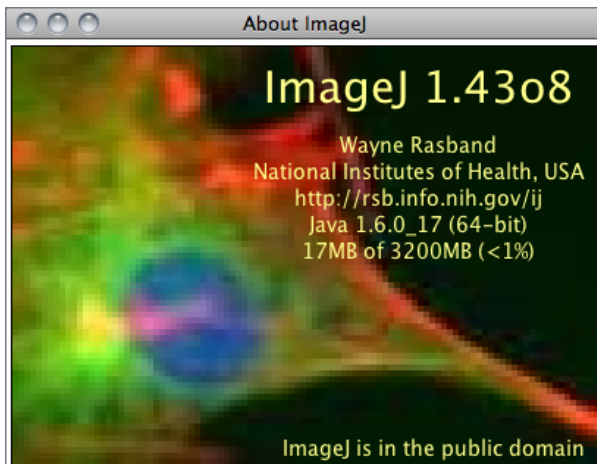 About ImageJ
ImageJ 1.43o8
Wayne Rasband
National Institutes of Health, USA
http://rsb.info.nih.gov/ij
Java 1.6.0_17 (64-bit)
17MB of 3200MB (<1%)
ImageJ is in the public domain